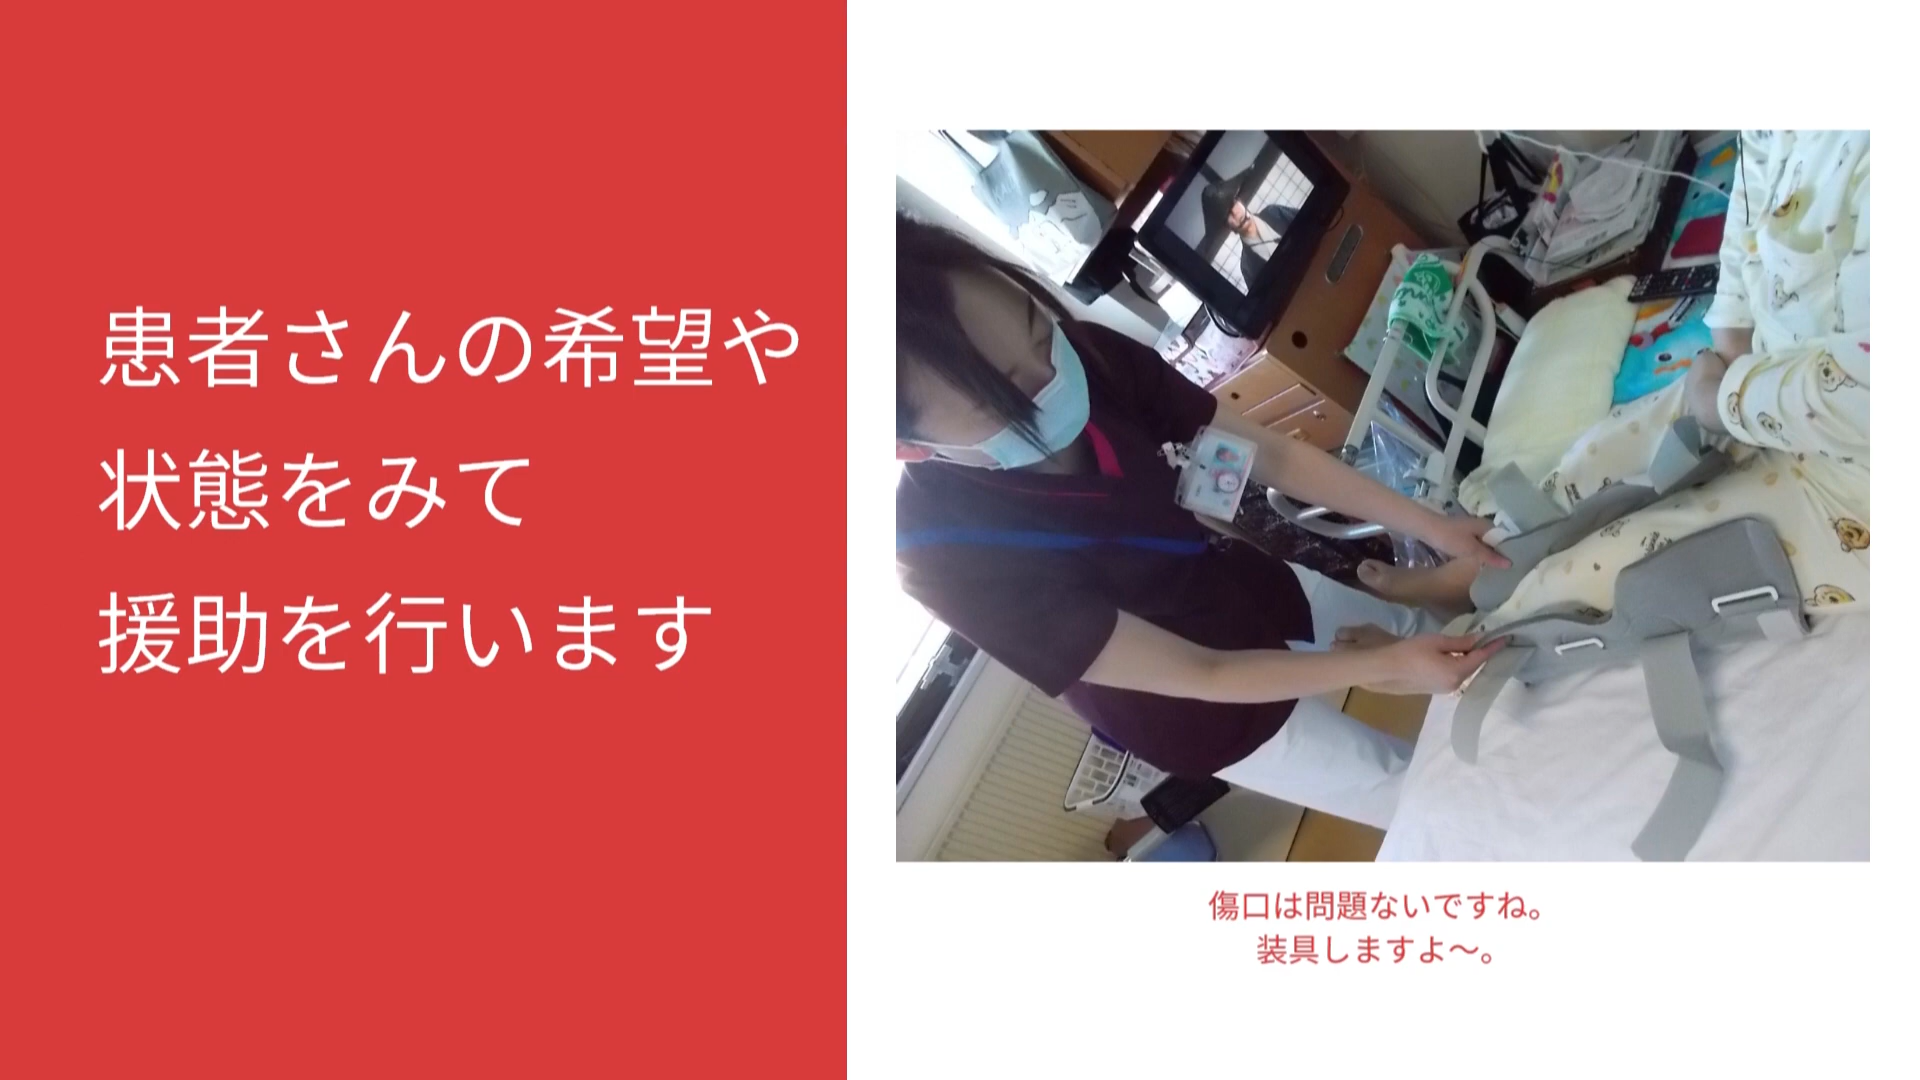 患者さんの希望や
状態をみて
援助を行います
傷口は問題ないですね。
装具しますよ～。